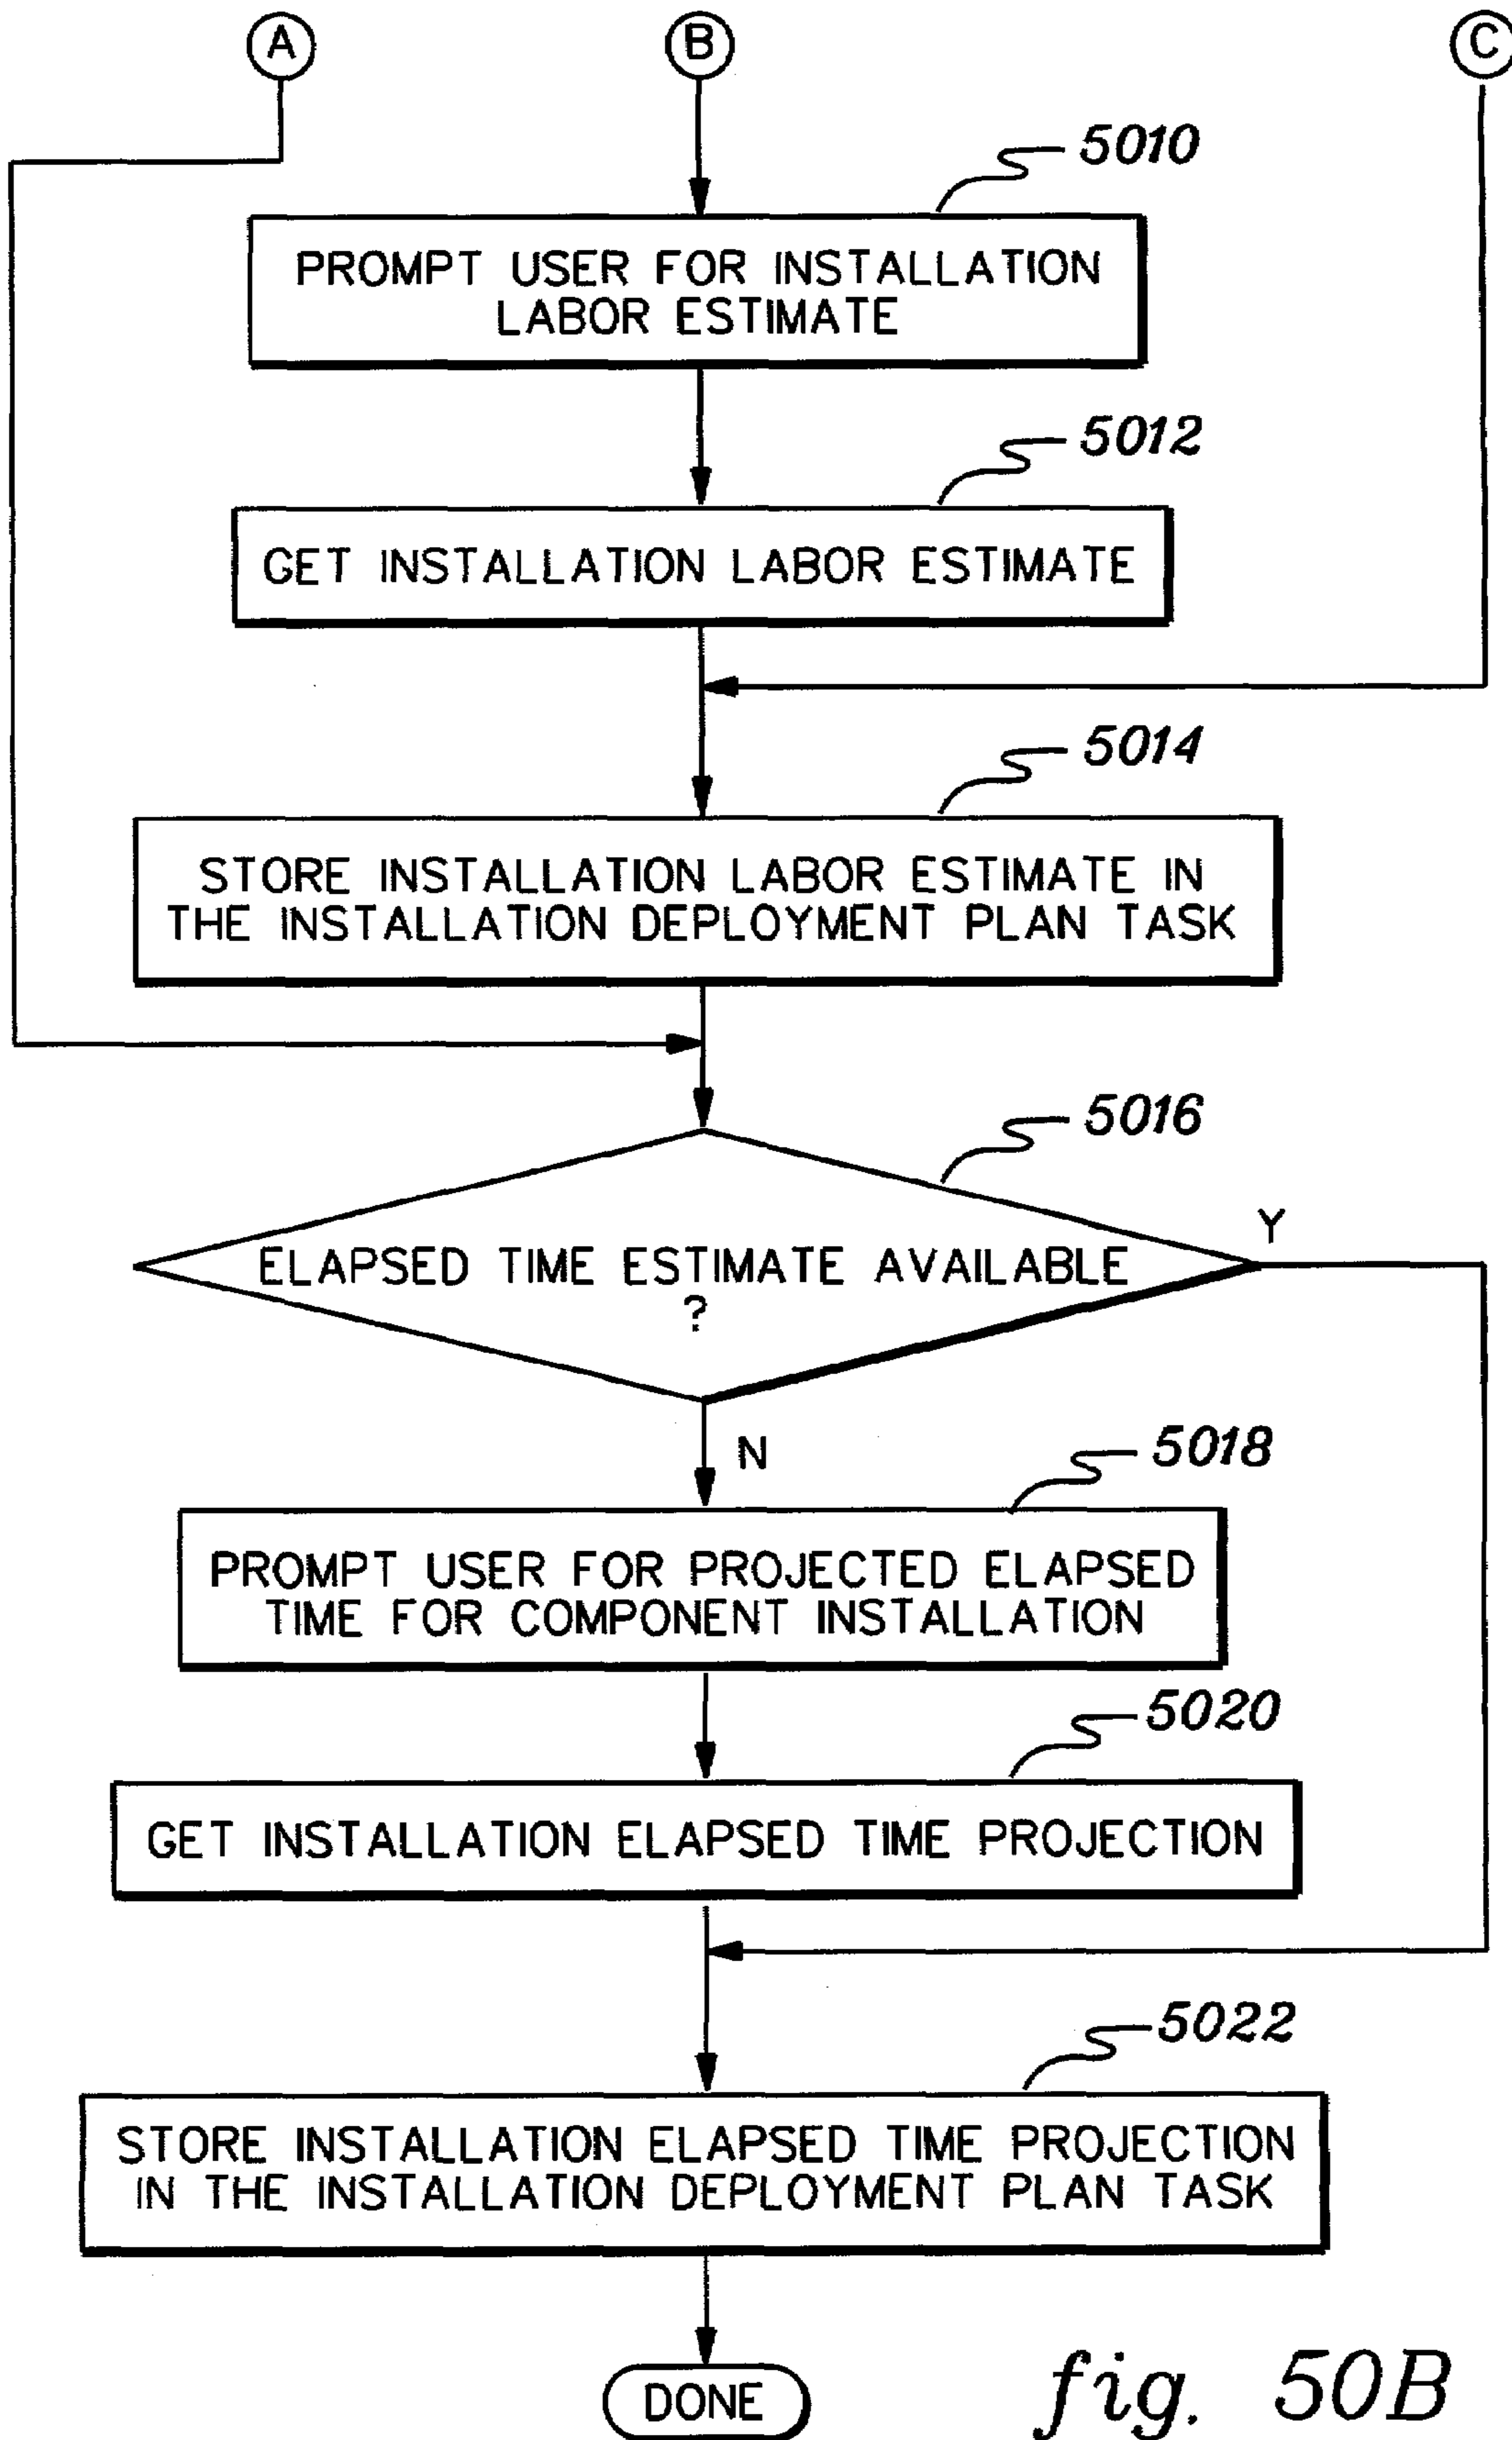 A
B
C
5010
PROMPT USER FOR INSTALLATION
LABOR ESTIMATE
5012
GET INSTALLATION LABOR ESTIMATE
5014
STORE INSTALLATION LABOR ESTIMATE IN
THE INSTALLATION DEPLOYMENT PLAN TASK
5016
Y
ELAPSED TIME ESTIMATE AVAILABLE
?
N
5018
PROMPT USER FOR PROJECTED ELAPSED
TIME FOR COMPONENT INSTALLATION
5020
GET INSTALLATION ELAPSED TIME PROJECTION
5022
STORE INSTALLATION ELAPSED TIME PROJECTION
IN THE INSTALLATION DEPLOYMENT PLAN TASK
DONE
fig. 50B